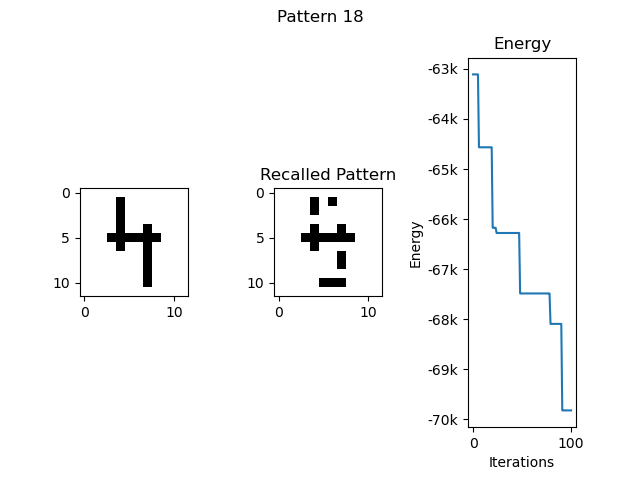 Pattern 18
Recalled Pattern
Energy
0
5
10
0
10
0
5
10
0
10
Energy
-63k
-64k
-65k
-66k
-67k
-68k
-69k
-70k
0
100
Iterations